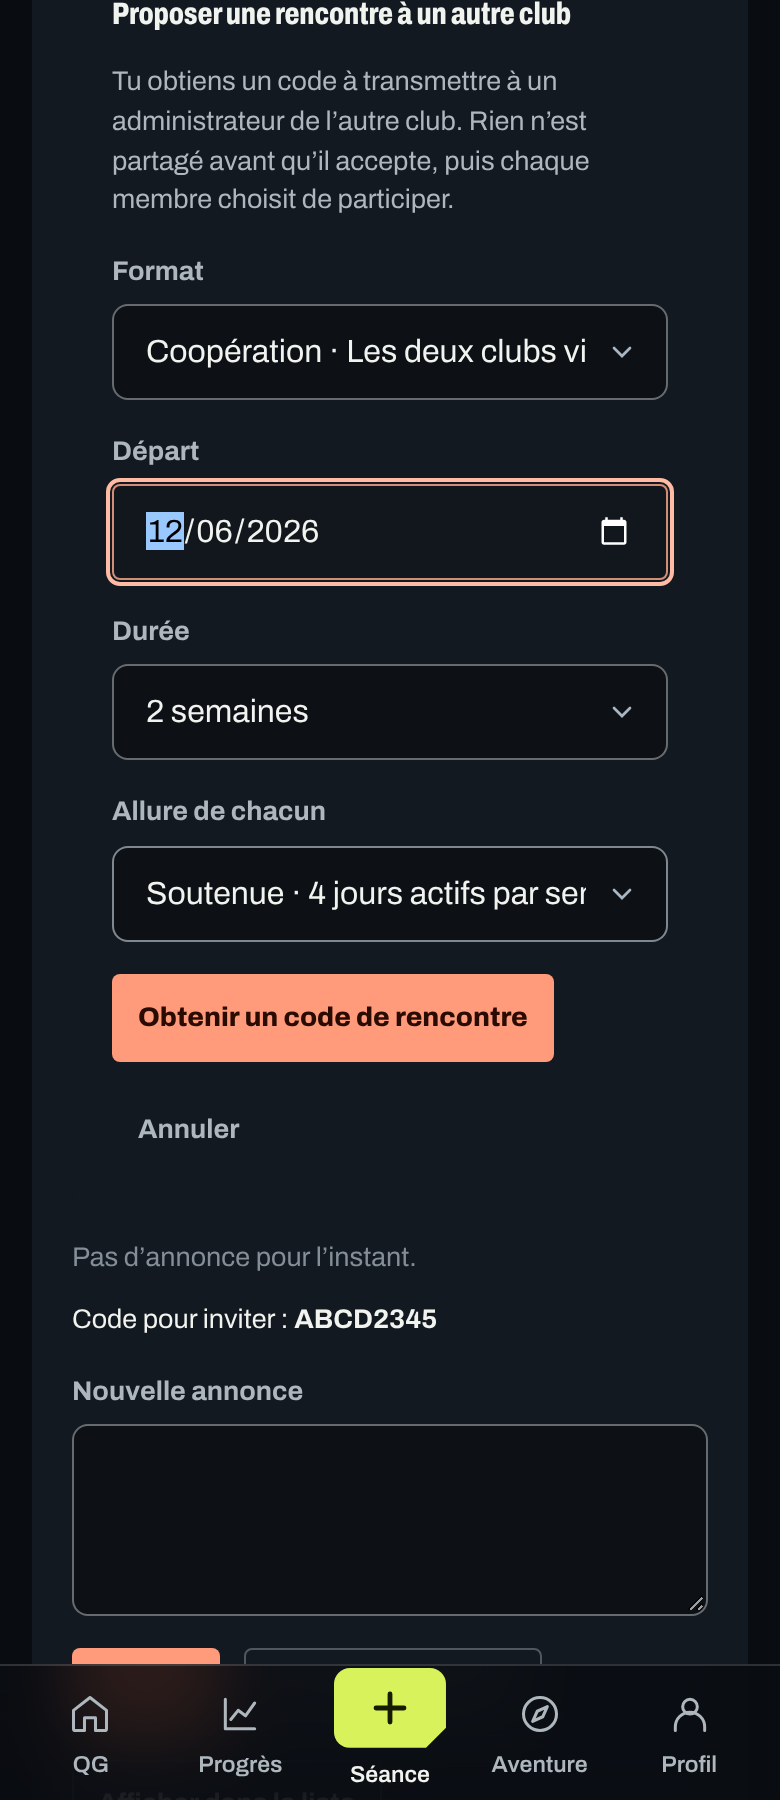 Proposer une rencontre à un autre club
Tu obtiens un code à transmettre à un
administrateur de l’autre club. Rien n’est
partagé avant qu’il accepte, puis chaque
membre choisit de participer.
Format
Coopération · Les deux clubs vi
Départ
12/06/2026
Durée
2 semaines
Allure de chacun
Soutenue · 4 jours actifs par ser
Obtenir un code de rencontre
Annuler
Pas d’annonce pour l’instant.
Code pour inviter : ABCD2345
Nouvelle annonce
QG
Progrès
Séance
Aventure
Profil